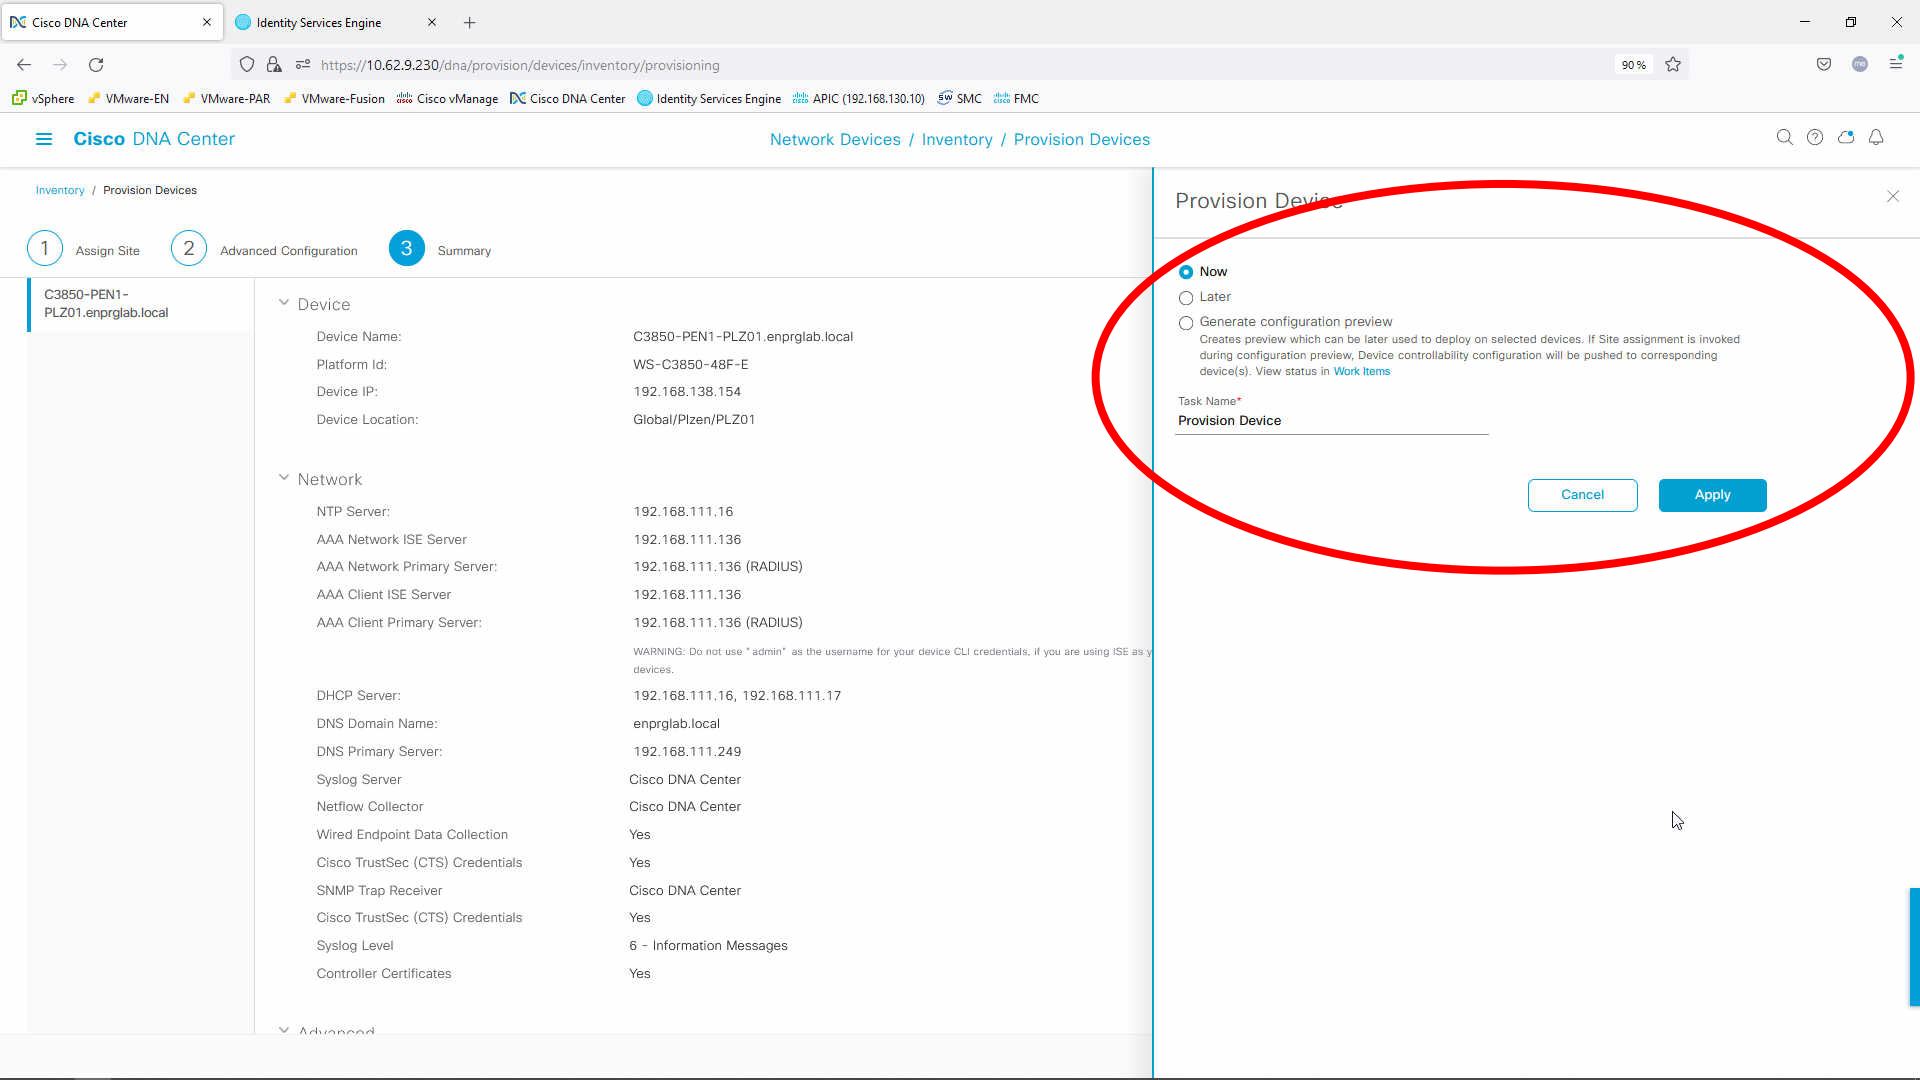 Cisco DNA Center
Identity Services Engine
https://10.62.9.230/dna/provision/devices/inventory/provisioning
90 %
me
vSphere
VMware-EN
VMware-PAR
VMware-Fusion
Cisco vManage
Cisco DNA Center
Identity Services Engine
APIC (192.168.130.10)
SW SMC
FMC
Cisco DNA Center
Network Devices / Inventory / Provision Devices
Inventory / Provision Devices
1 Assign Site
2 Advanced Configuration
3 Summary
C3850-PEN1-
PLZ01.enprglab.local
Device
Device Name: C3850-PEN1-PLZ01.enprglab.local
Platform Id: WS-C3850-48F-E
Device IP: 192.168.138.154
Device Location: Global/Plzen/PLZ01
Network
NTP Server: 192.168.111.16
AAA Network ISE Server 192.168.111.136
AAA Network Primary Server: 192.168.111.136 (RADIUS)
AAA Client ISE Server 192.168.111.136
AAA Client Primary Server: 192.168.111.136 (RADIUS)
WARNING: Do not use "admin" as the username for your device CLI credentials, if you are using ISE as y
devices.
DHCP Server: 192.168.111.16, 192.168.111.17
DNS Domain Name: enprglab.local
DNS Primary Server: 192.168.111.249
Syslog Server Cisco DNA Center
Netflow Collector Cisco DNA Center
Wired Endpoint Data Collection Yes
Cisco TrustSec (CTS) Credentials Yes
SNMP Trap Receiver Cisco DNA Center
Cisco TrustSec (CTS) Credentials Yes
Syslog Level 6 - Information Messages
Controller Certificates Yes
Advanced
Provision Device
Now
Later
Generate configuration preview
Creates preview which can be later used to deploy on selected devices. If Site assignment is invoked
during configuration preview, Device controllability configuration will be pushed to corresponding
device(s). View status in Work Items
Task Name*
Provision Device
Cancel
Apply